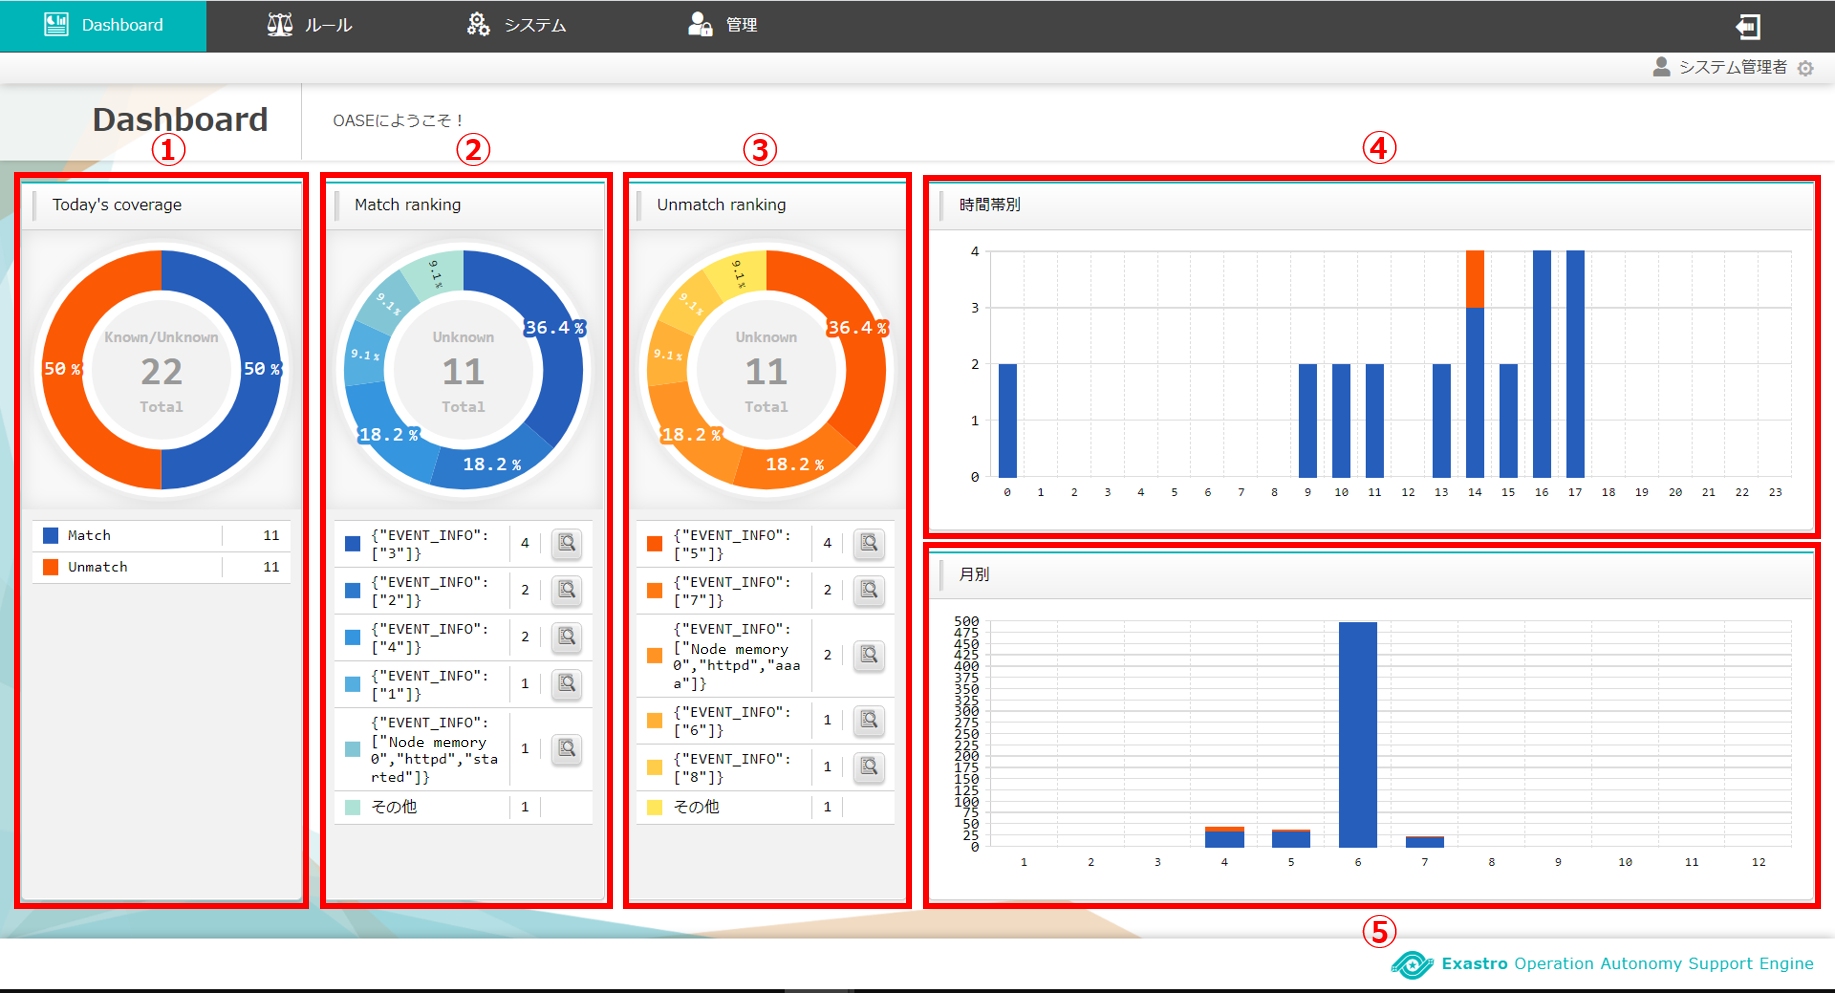 Dashboard
ルール
システム
管理
システム管理者
Dashboard
OASEにようこそ！
①
②
③
④
Today's coverage
50 %
50 %
Known/Unknown
22
Total
Match 11
Unmatch 11
Match ranking
9.1 %
9.1 %
9.1 %
36.4 %
18.2 %
18.2 %
Unknown
11
Total
{"EVENT_INFO":
["3"]} 4
{"EVENT_INFO":
["2"]} 2
{"EVENT_INFO":
["4"]} 2
{"EVENT_INFO":
["1"]} 1
{"EVENT_INFO":
["Node memory
0","httpd","sta
rted"]} 1
その他 1
Unmatch ranking
9.1 %
9.1 %
9.1 %
36.4 %
18.2 %
18.2 %
Unknown
11
Total
{"EVENT_INFO":
["5"]} 4
{"EVENT_INFO":
["7"]} 2
{"EVENT_INFO":
["Node memory
0","httpd","aaa
a"]} 2
{"EVENT_INFO":
["6"]} 1
{"EVENT_INFO":
["8"]} 1
その他 1
時間帯別
4
3
2
1
0
0 1 2 3 4 5 6 7 8 9 10 11 12 13 14 15 16 17 18 19 20 21 22 23
月別
500
475
450
425
400
375
350
325
300
275
250
225
200
175
150
125
100
75
50
25
0
1 2 3 4 5 6 7 8 9 10 11 12
⑤
Exastro Operation Autonomy Support Engine